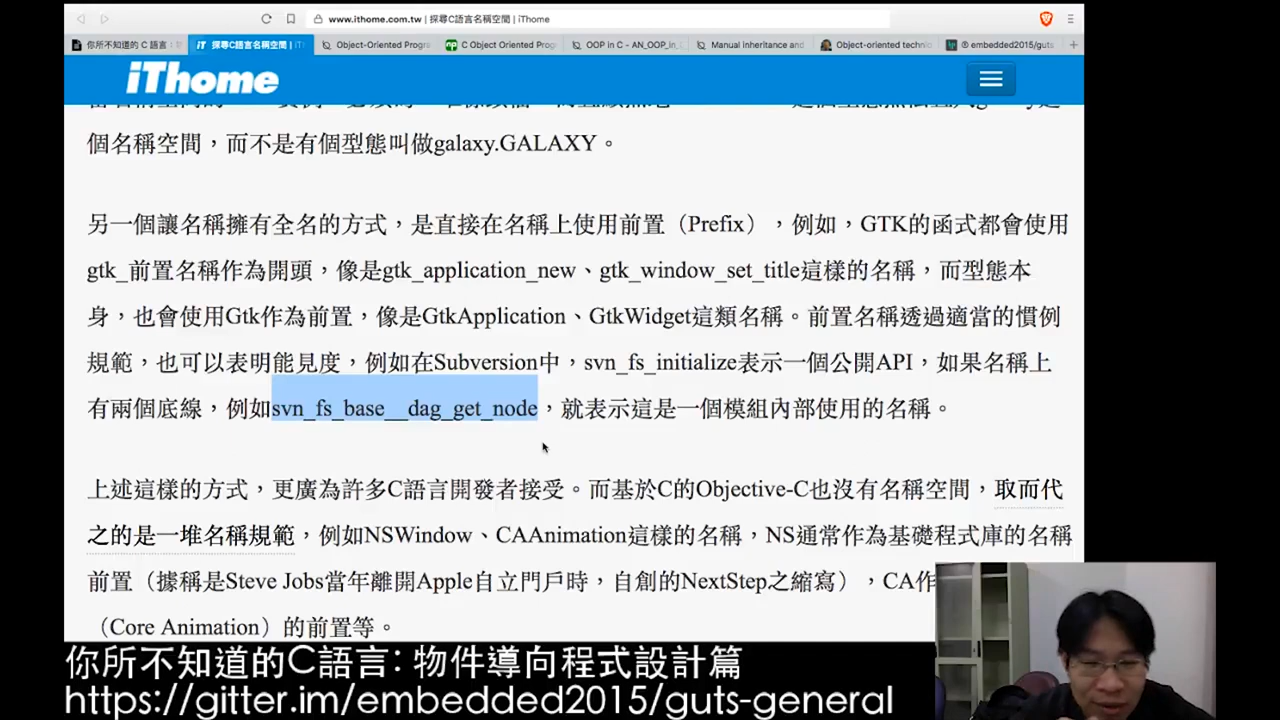 www.ithome.com.tw | 探尋C語言名稱空間 | iThome
你所不知道的 C 語言：
iT 探尋C語言名稱空間 | iT
Object-Oriented Progra
C Object Oriented Prog
OOP in C - AN_OOP_in_
Manual inheritance and
Object-oriented techni
embedded2015/guts
iThome
個名稱空間，而不是有個型態叫做galaxy.GALAXY。
另一個讓名稱擁有全名的方式，是直接在名稱上使用前置（Prefix），例如，GTK的函式都會使用
gtk_前置名稱作為開頭，像是gtk_application_new、gtk_window_set_title這樣的名稱，而型態本
身，也會使用Gtk作為前置，像是GtkApplication、GtkWidget這類名稱。前置名稱透過適當的慣例
規範，也可以表明能見度，例如在Subversion中，svn_fs_initialize表示一個公開API，如果名稱上
有兩個底線，例如svn_fs_base__dag_get_node，就表示這是一個模組內部使用的名稱。
上述這樣的方式，更廣為許多C語言開發者接受。而基於C的Objective-C也沒有名稱空間，取而代
之的是一堆名稱規範，例如NSWindow、CAAnimation這樣的名稱，NS通常作為基礎程式庫的名稱
前置（據稱是Steve Jobs當年離開Apple自立門戶時，自創的NextStep之縮寫），CA作
（Core Animation）的前置等。
你所不知道的C語言: 物件導向程式設計篇
https://gitter.im/embedded2015/guts-general